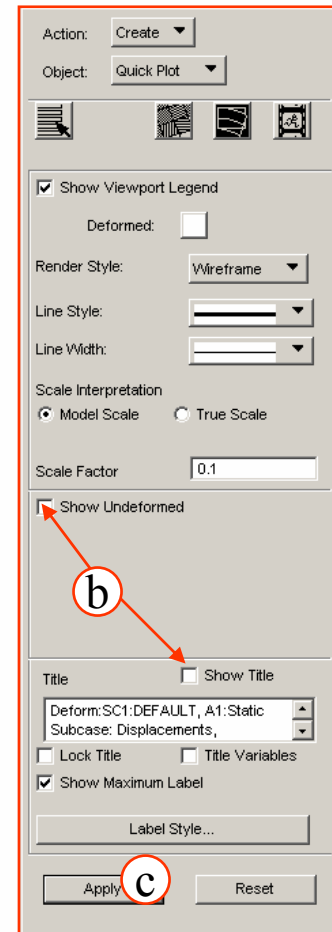 Action: Create
Object: Quick Plot
Show Viewport Legend
Deformed:
Render Style: Wireframe
Line Style:
Line Width:
Scale Interpretation
Model Scale True Scale
Scale Factor 0.1
Show Undeformed
b
Title Show Title
Deform:SC1:DEFAULT, A1:Static
Subcase: Displacements,
Lock Title Title Variables
Show Maximum Label
Label Style...
Apply c Reset